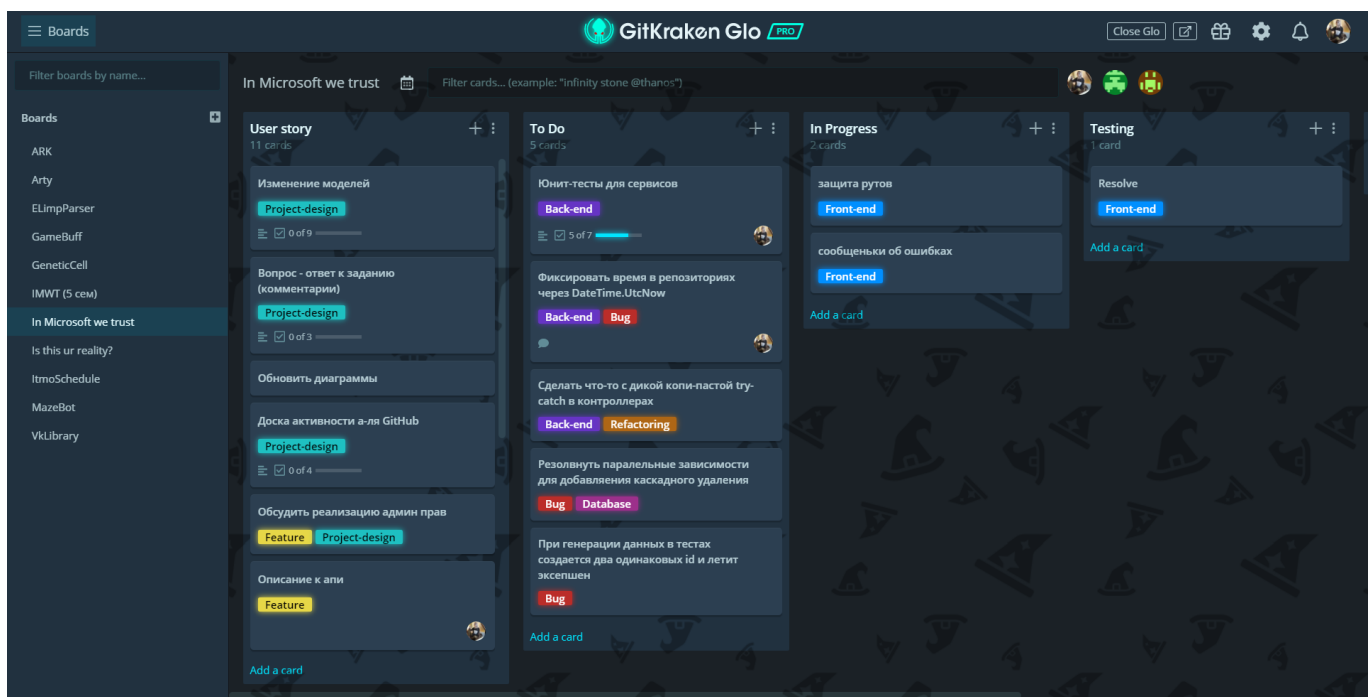 Boards
GitKraken Glo PRO
Close Glo
Filter boards by name...
Boards
ARK
Arty
ELimpParser
GameBuff
GeneticCell
IMWT (5 сем)
In Microsoft we trust
Is this ur reality?
ItmoSchedule
MazeBot
VkLibrary
In Microsoft we trust
Filter cards... (example: "infinity stone @thanos")
User story
11 cards
Изменение моделей
Project-design
0 of 9
Вопрос - ответ к заданию
(комментарии)
Project-design
0 of 3
Обновить диаграммы
Доска активности а-ля GitHub
Project-design
0 of 4
Обсудить реализацию админ прав
Feature Project-design
Описание к апи
Feature
Add a card
To Do
5 cards
Юнит-тесты для сервисов
Back-end
5 of 7
Фиксировать время в репозиториях
через DateTime.UtcNow
Back-end Bug
Сделать что-то с дикой копи-пастой try-
catch в контроллерах
Back-end Refactoring
Резолвнуть паралельные зависимости
для добавляения каскадного удаления
Bug Database
При генерации данных в тестах
создается два одинаковых id и летит
эксепшен
Bug
Add a card
In Progress
2 cards
защита рутов
Front-end
сообщеньки об ошибках
Front-end
Add a card
Testing
1 card
Resolve
Front-end
Add a card